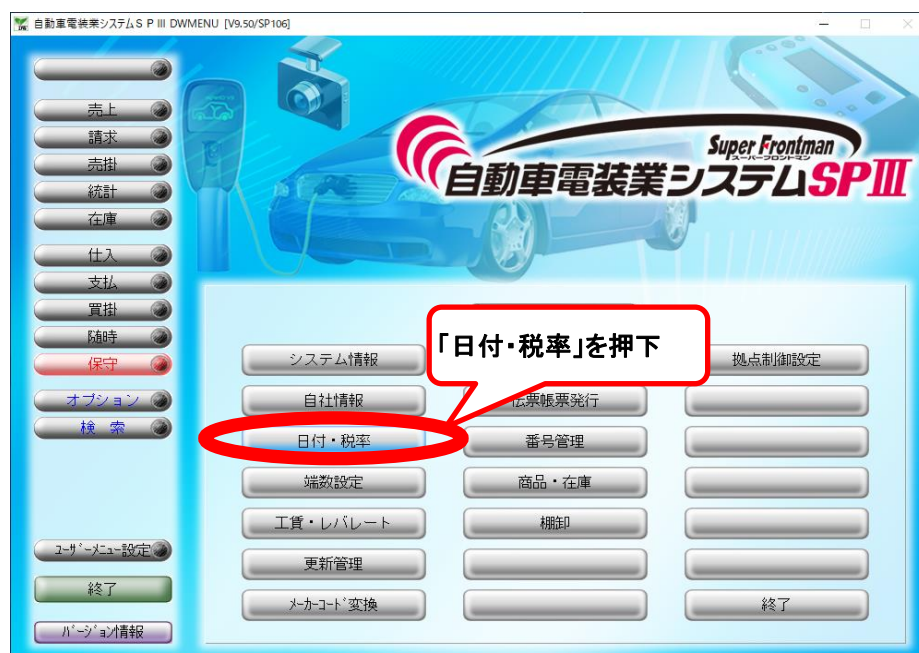 自動車電装業システムSPⅢ DWMENU [V9.50/SP106]
売上
請求
売掛
統計
在庫
仕入
支払
買掛
随時
保守
オプション
検 索
ユーザーメニュー設定
終了
バージョン情報
Super Frontman
スーパーフロントマン
自動車電装業システムSPⅢ
「日付・税率」を押下
システム情報
拠点制御設定
自社情報
伝票帳票発行
日付・税率
番号管理
端数設定
商品・在庫
工賃・レバレート
棚卸
更新管理
メーカーコード変換
終了